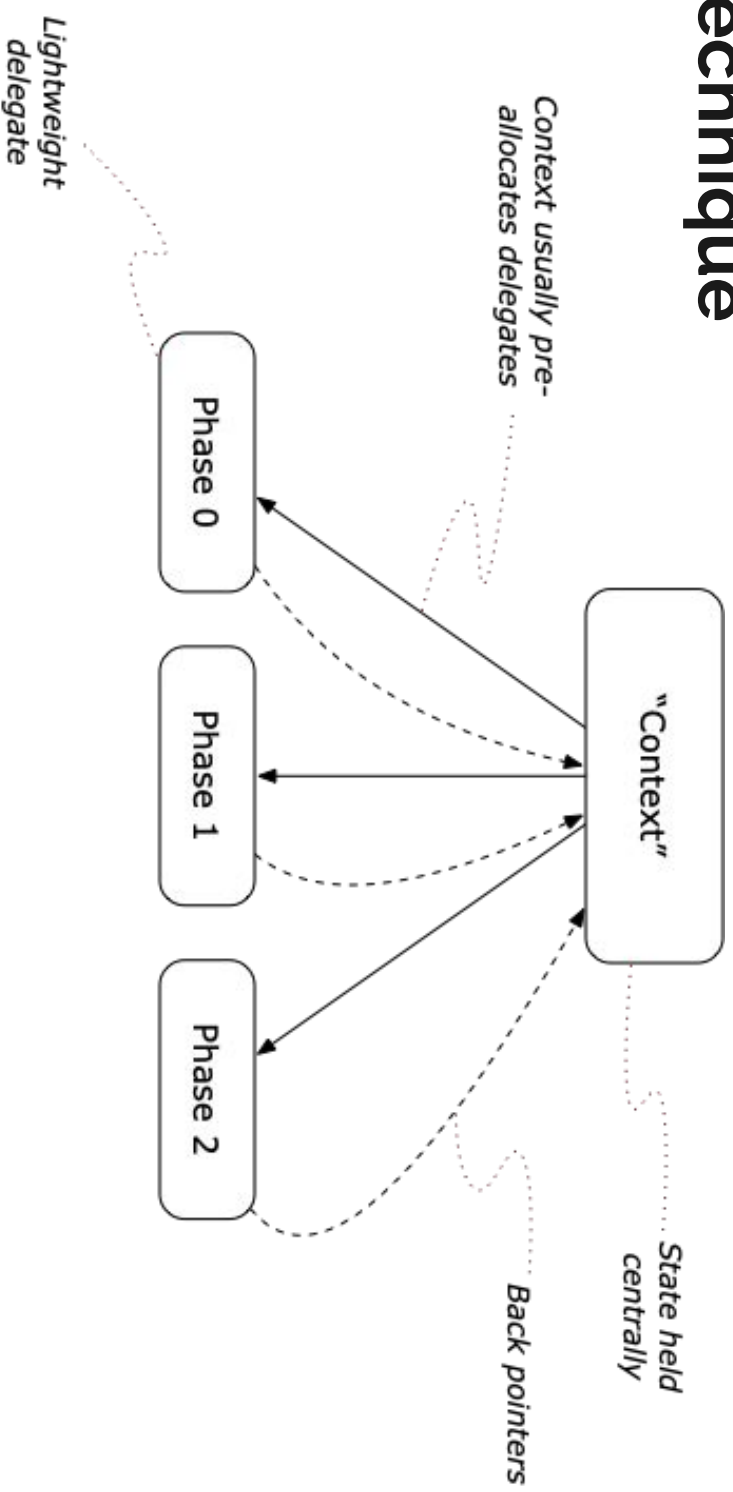 echnique
Context usually pre-
allocates delegates
"Context"
State held
centrally
Back pointers
Lightweight
delegate
Phase 0
Phase 1
Phase 2